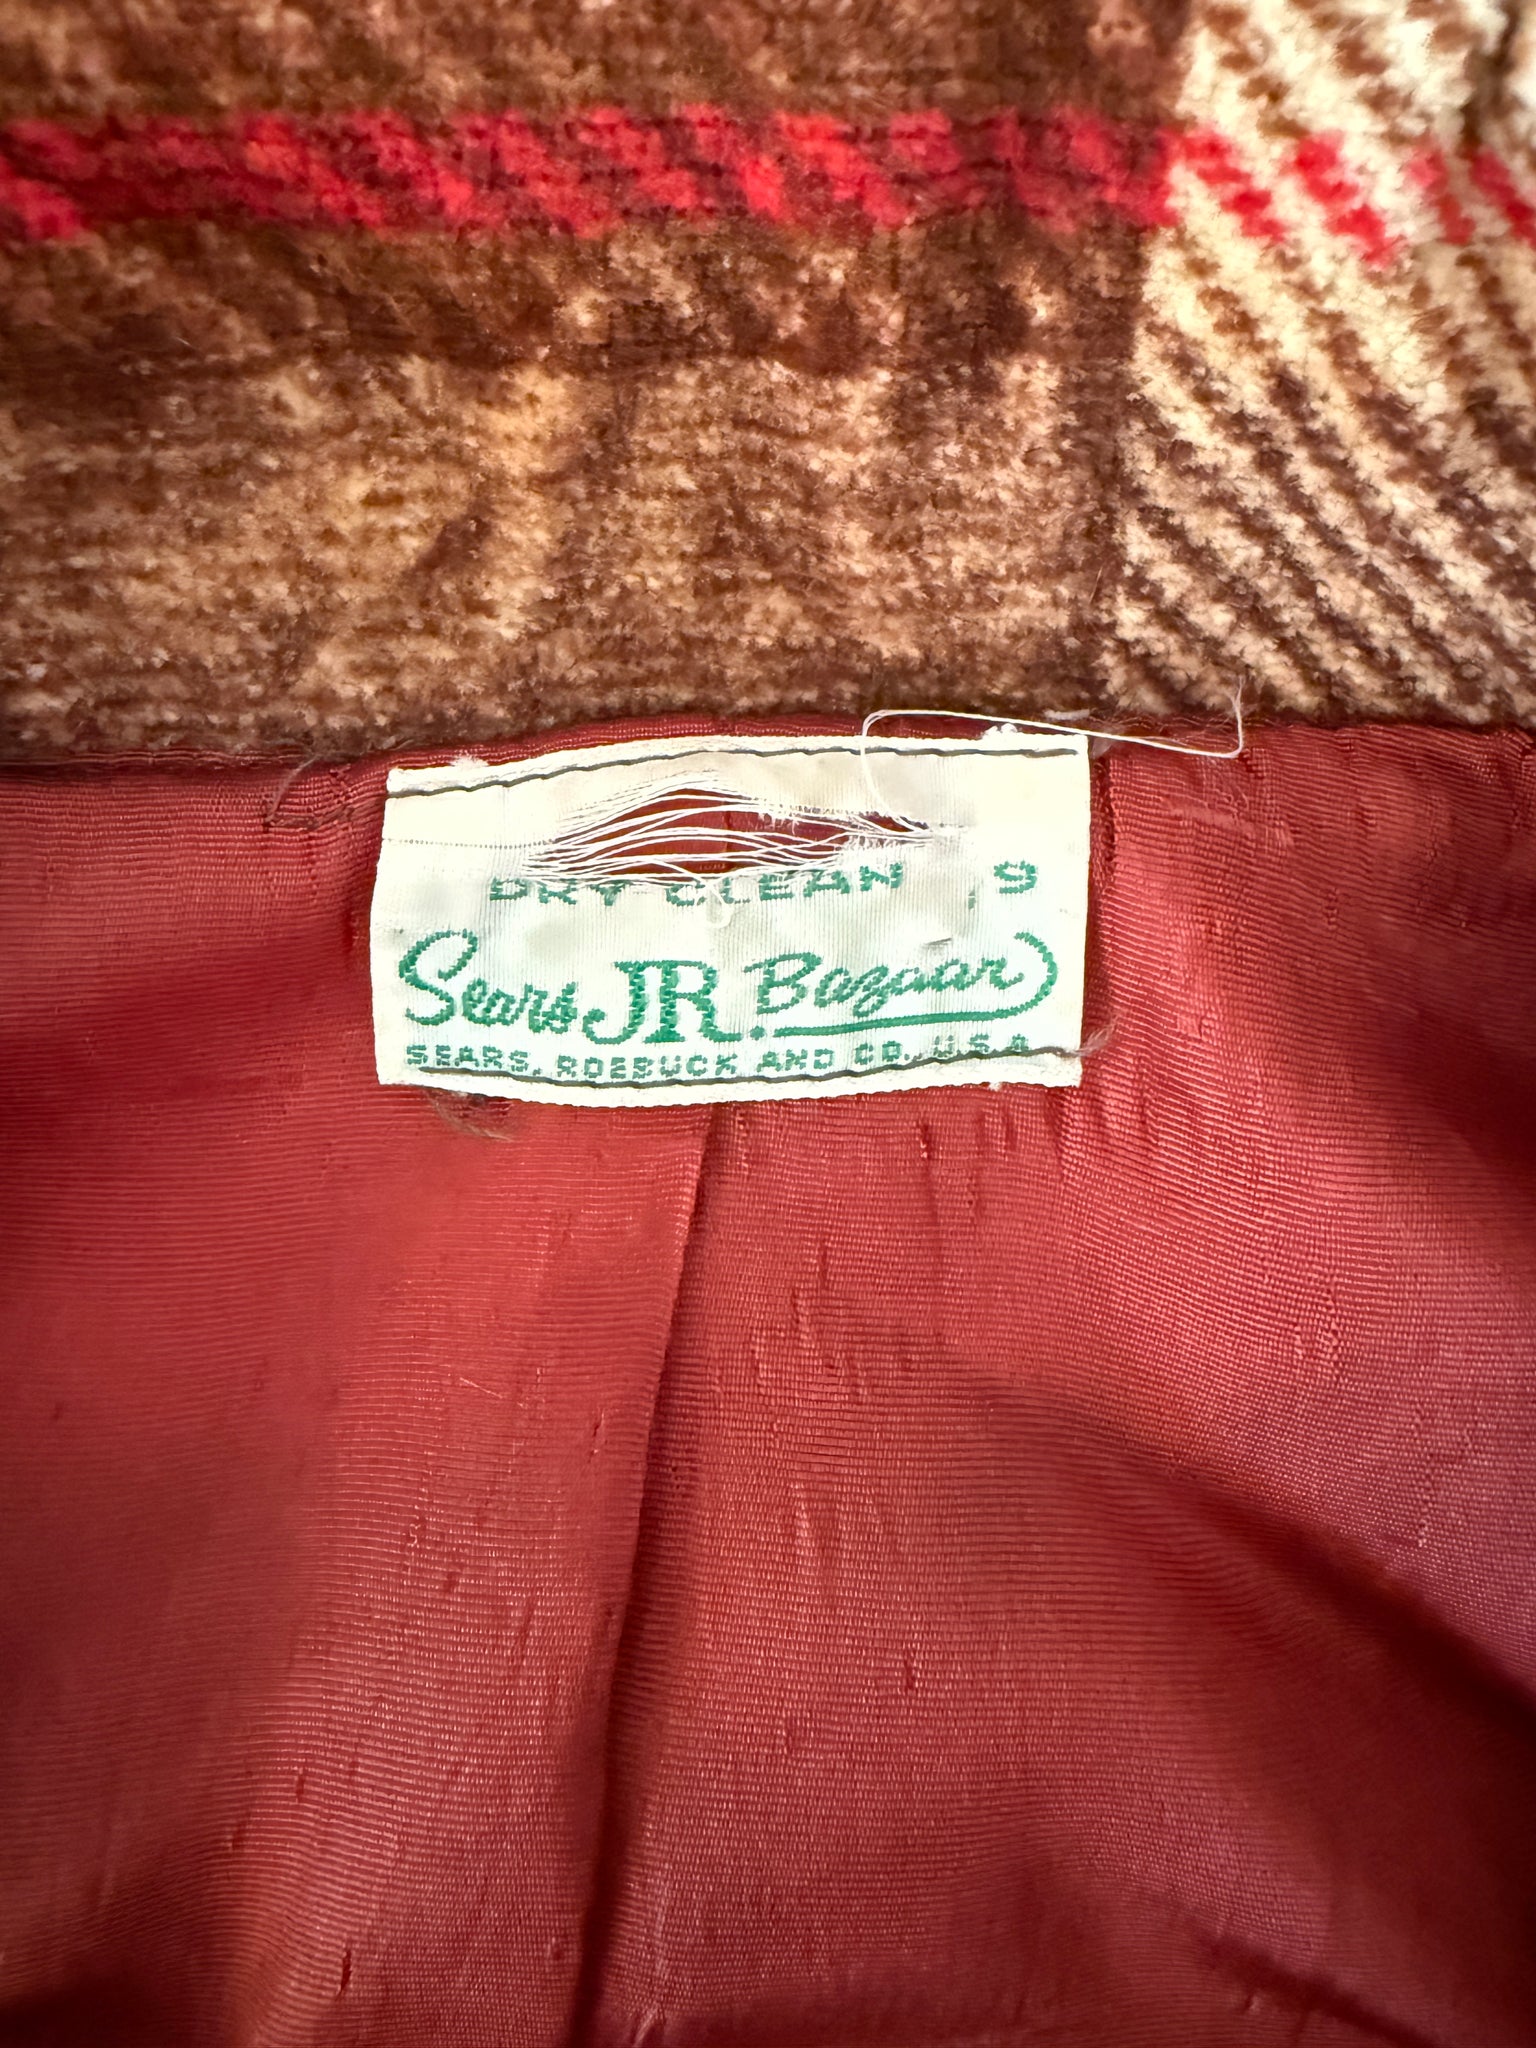 DRY CLEAN 9
Sears JR. Bazaar
SEARS, ROEBUCK AND CO., U.S.A.